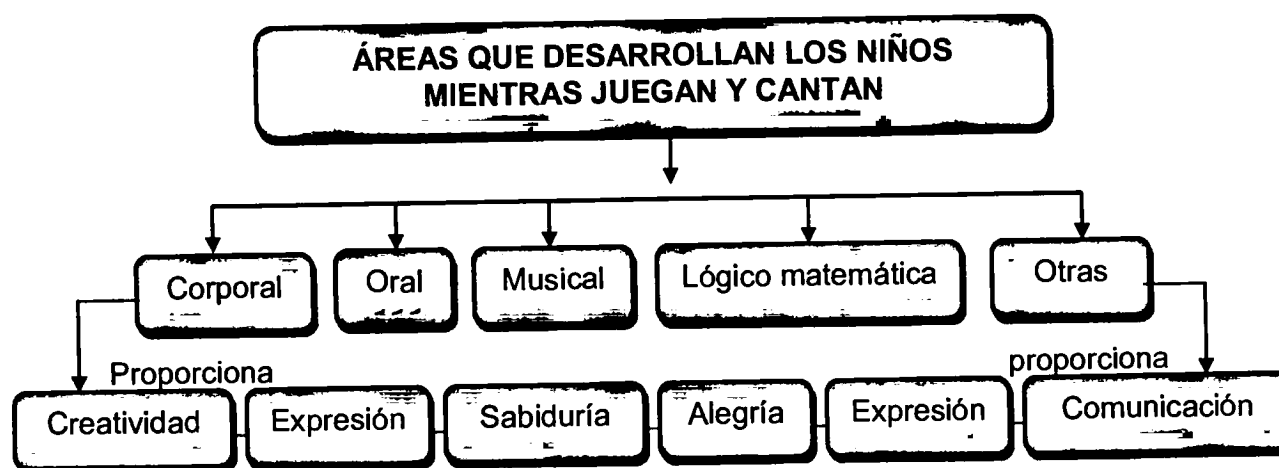 ÁREAS QUE DESARROLLAN LOS NIÑOS
MIENTRAS JUEGAN Y CANTAN
Corporal
Oral
Musical
Lógico matemática
Otras
Proporciona
proporciona
Creatividad
Expresión
Sabiduría
Alegría
Expresión
Comunicación